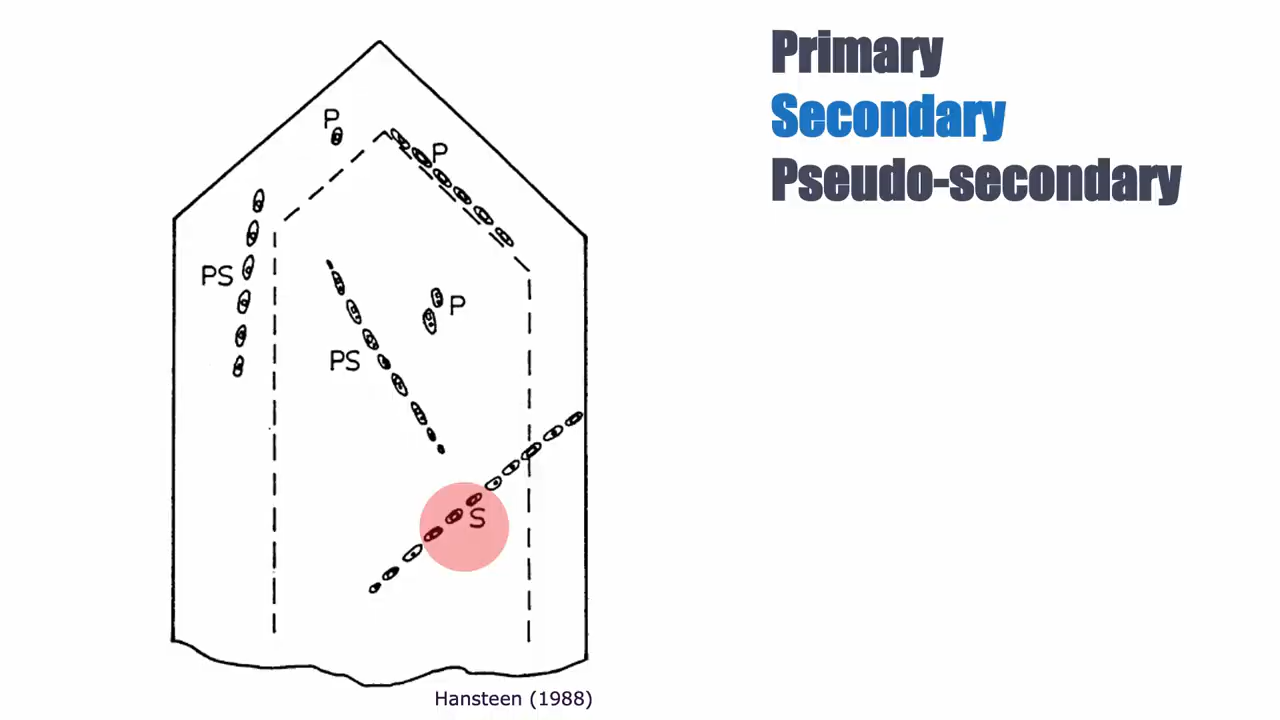 Primary
Secondary
Pseudo-secondary
P
P
PS
P
PS
S
Hansteen (1988)